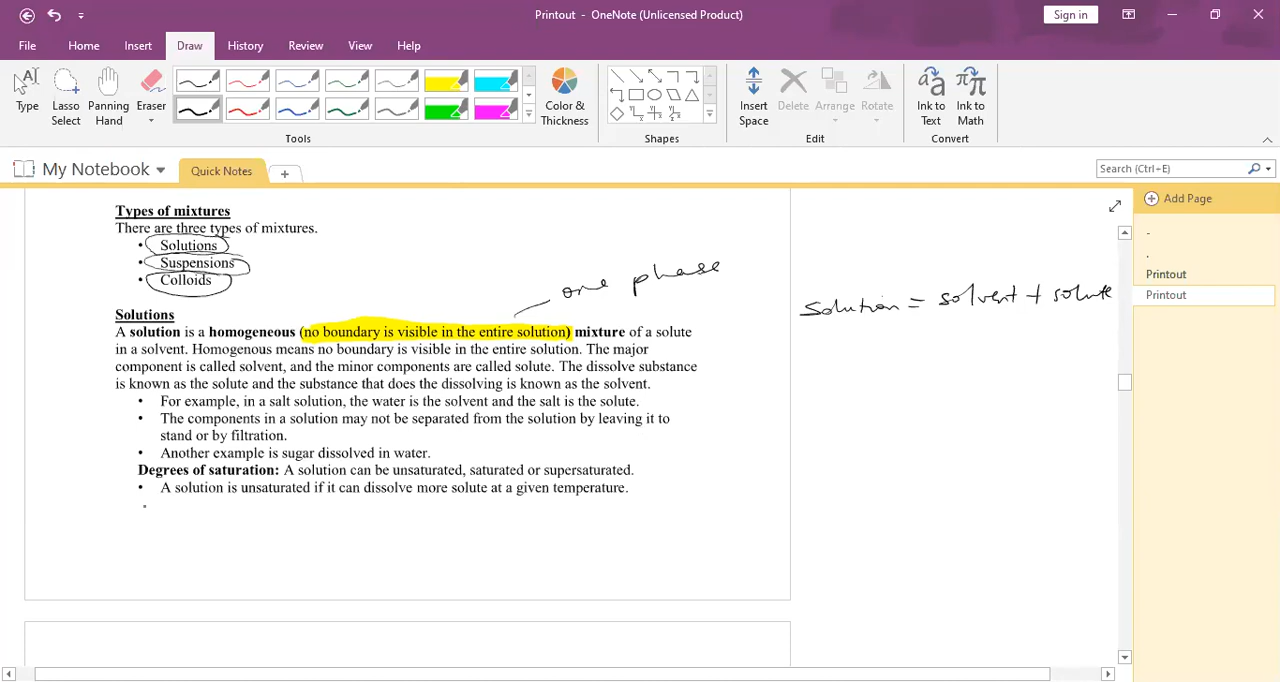 Printout - OneNote (Unlicensed Product)
Sign in
File Home Insert Draw History Review View Help
Type
Lasso Select
Panning Hand
Eraser
Color & Thickness
Insert Space
Delete
Arrange
Rotate
Ink to Text
Ink to Math
Tools
Shapes
Edit
Convert
My Notebook
Quick Notes
Search (Ctrl+E)
Add Page
-
.
Printout
Printout
Types of mixtures
There are three types of mixtures.
• Solutions
• Suspensions
• Colloids
one phase
solution = solvent + solute
Solutions
A solution is a homogeneous (no boundary is visible in the entire solution) mixture of a solute
in a solvent. Homogenous means no boundary is visible in the entire solution. The major
component is called solvent, and the minor components are called solute. The dissolve substance
is known as the solute and the substance that does the dissolving is known as the solvent.
• For example, in a salt solution, the water is the solvent and the salt is the solute.
• The components in a solution may not be separated from the solution by leaving it to
stand or by filtration.
• Another example is sugar dissolved in water.
Degrees of saturation: A solution can be unsaturated, saturated or supersaturated.
• A solution is unsaturated if it can dissolve more solute at a given temperature.